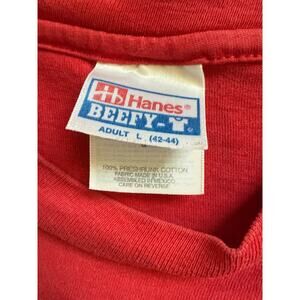 Hanes®
BEEFY-T
ADULT L (42-44)
100% PRESHRUNK COTTON
FABRIC MADE IN U.S.A.
ASSEMBLED IN MEXICO
CARE ON REVERSE